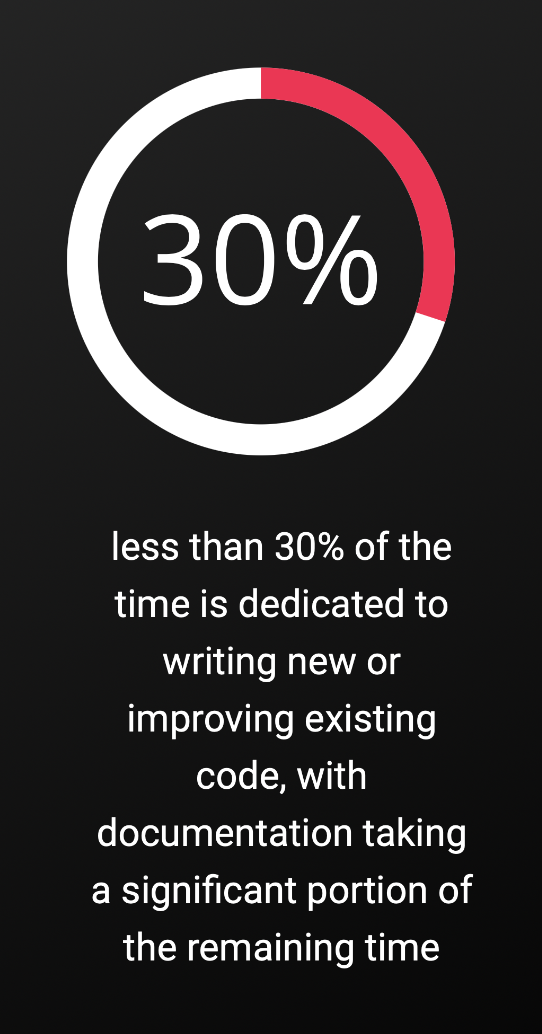 30%
less than 30% of the
time is dedicated to
writing new or
improving existing
code, with
documentation taking
a significant portion of
the remaining time